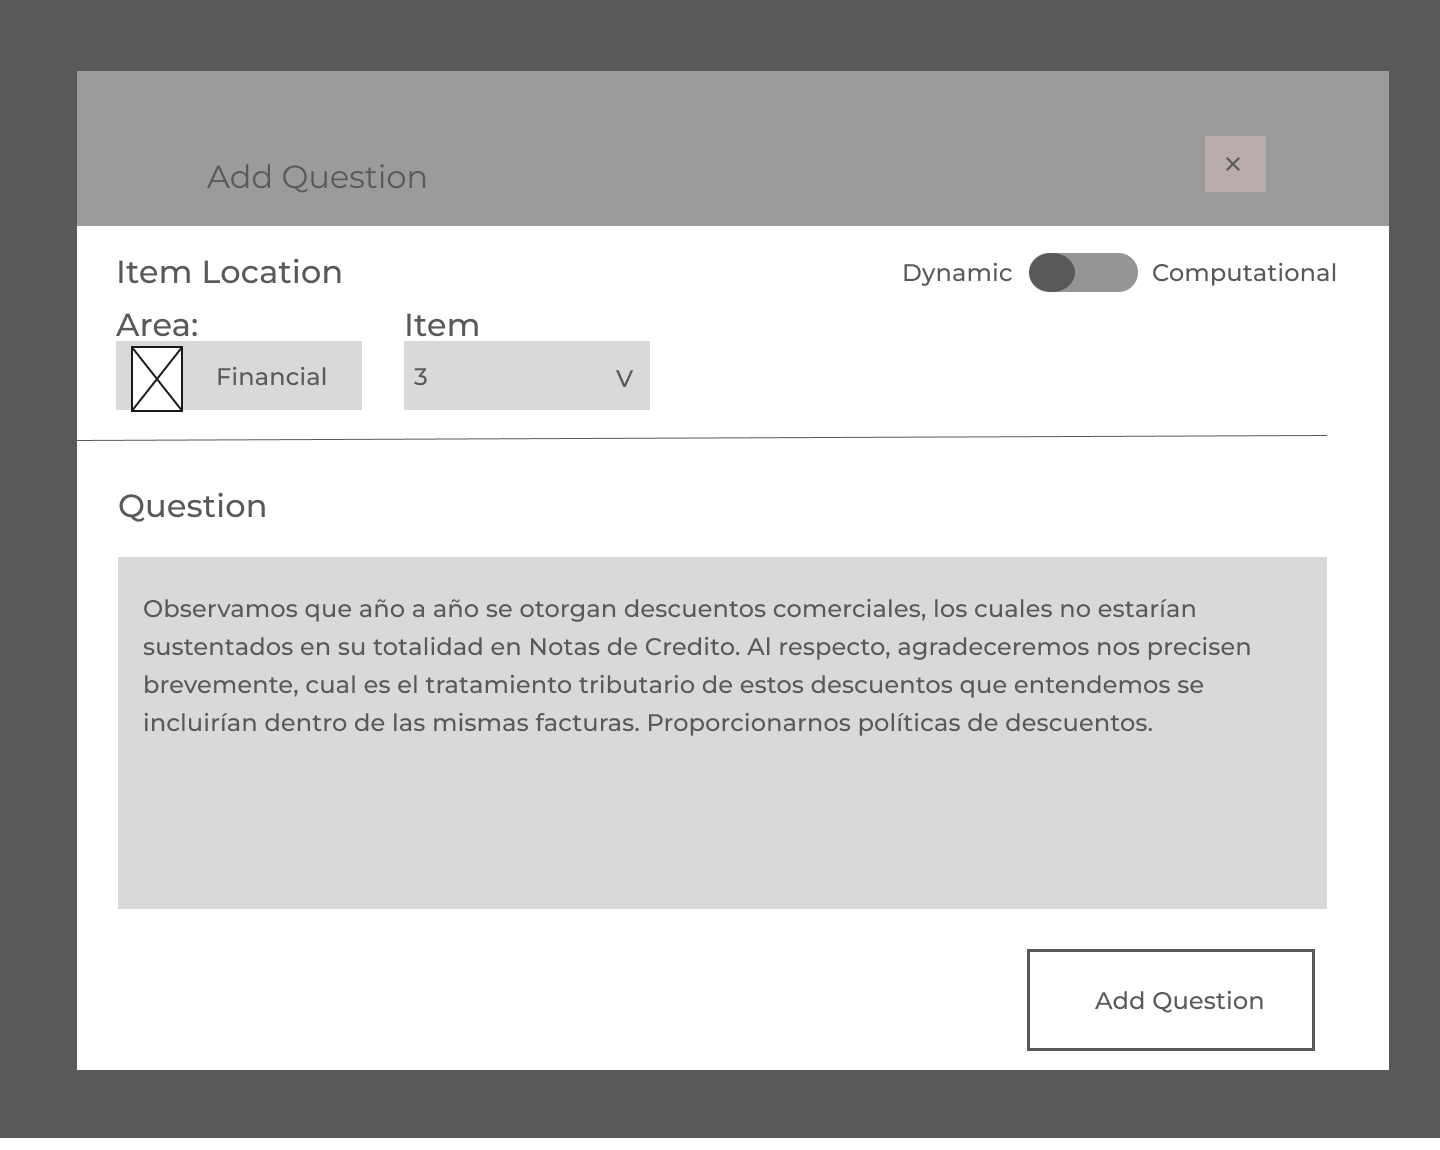 Add Question
×
Item Location
Dynamic
Computational
Area:
Item
Financial
3
V
Question
Observamos que año a año se otorgan descuentos comerciales, los cuales no estarían
sustentados en su totalidad en Notas de Credito. Al respecto, agradeceremos nos precisen
brevemente, cual es el tratamiento tributario de estos descuentos que entendemos se
incluirían dentro de las mismas facturas. Proporcionarnos políticas de descuentos.
Add Question